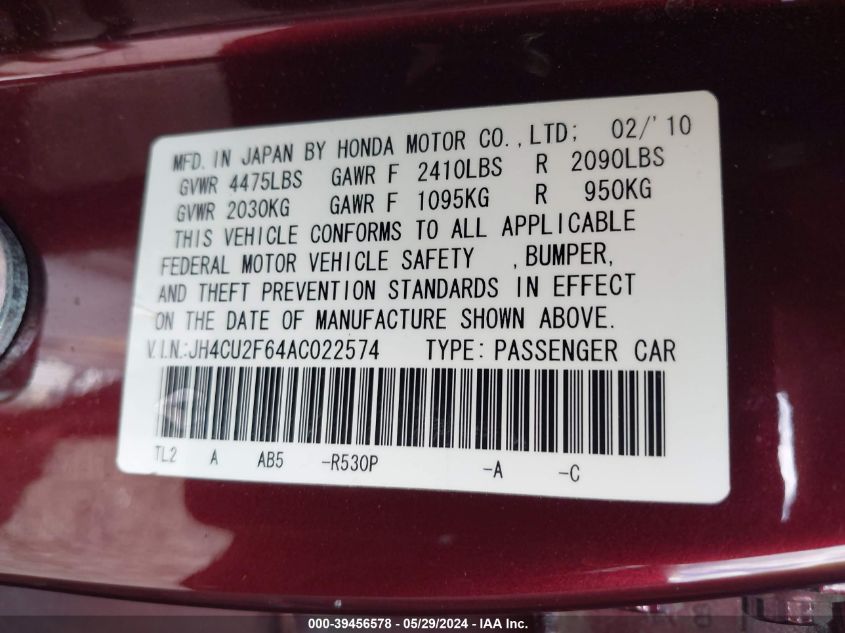 MFD. IN JAPAN BY HONDA MOTOR CO., LTD; 02/'10
GVWR 4475LBS GAWR F 2410LBS R 2090LBS
GVWR 2030KG GAWR F 1095KG R 950KG
THIS VEHICLE CONFORMS TO ALL APPLICABLE
FEDERAL MOTOR VEHICLE SAFETY , BUMPER,
AND THEFT PREVENTION STANDARDS IN EFFECT
ON THE DATE OF MANUFACTURE SHOWN ABOVE.
V.I.N.:JH4CU2F64AC022574 TYPE: PASSENGER CAR
TL2 A AB5 -R530P -A -C
000-39456578 - 05/29/2024 - IAA Inc.